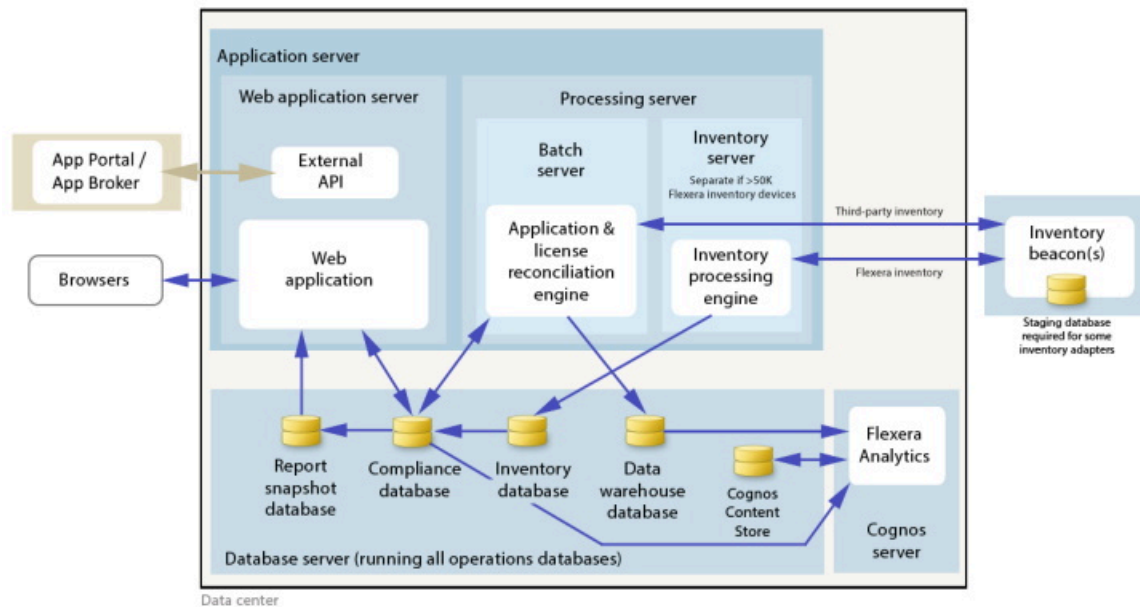 Application server
Web application server
Processing server
App Portal /
App Broker
External
API
Batch
server
Inventory
server
Separate if >50K
Flexera inventory devices
Third-party inventory
Browsers
Web
application
Application &
license
reconciliation
engine
Inventory
processing
engine
Flexera inventory
Inventory
beacon(s)
Staging database
required for some
inventory adapters
Report
snapshot
database
Compliance
database
Inventory
database
Data
warehouse
database
Cognos
Content
Store
Flexera
Analytics
Cognos
server
Database server (running all operations databases)
Data center